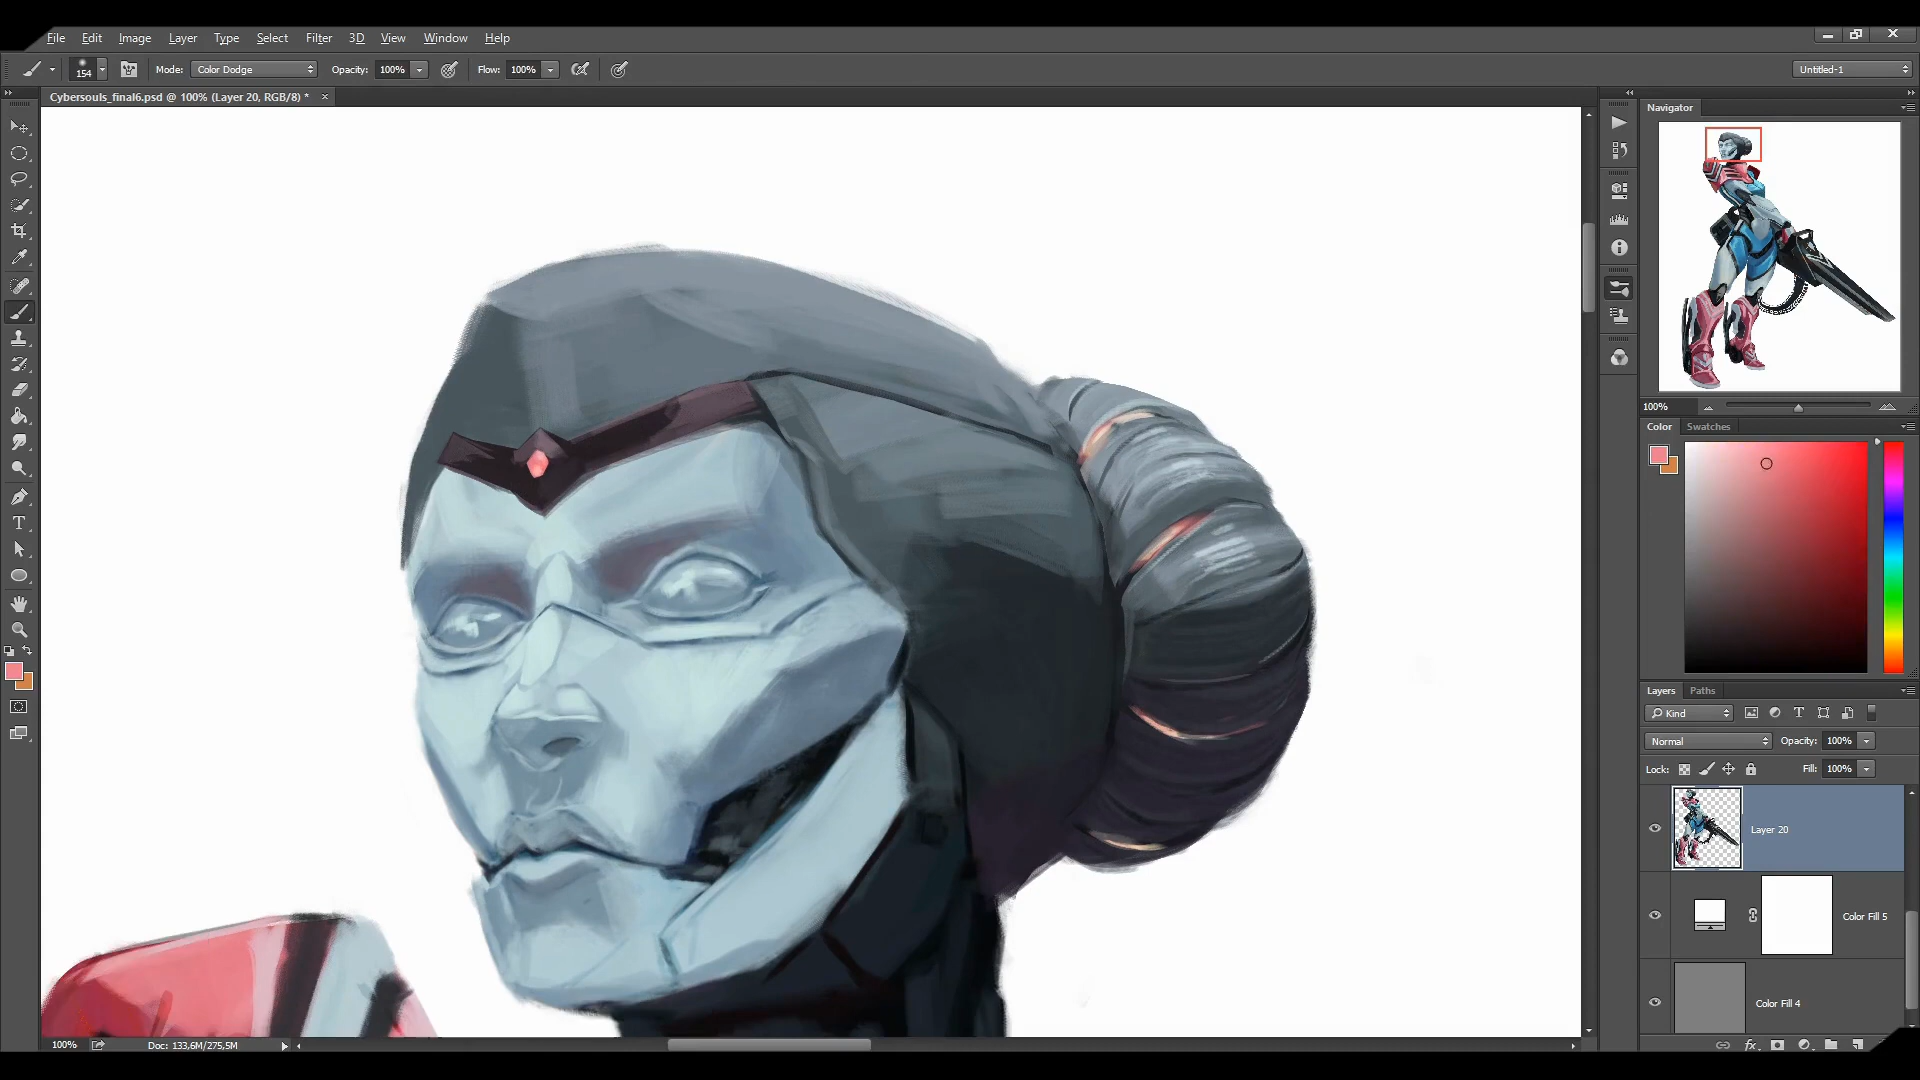 File Edit Image Layer Type Select Filter 3D View Window Help
154 Mode: Color Dodge Opacity: 100% Flow: 100% Untitled-1
Cybersouls_final6.psd @ 100% (Layer 20, RGB/8) * ×
Navigator
100%
Color Swatches
T
Layers Paths
Kind T
Normal Opacity: 100%
Lock: Fill: 100%
Layer 20
Color Fill 5
Color Fill 4
100% Doc: 133,6M/275,5M fx